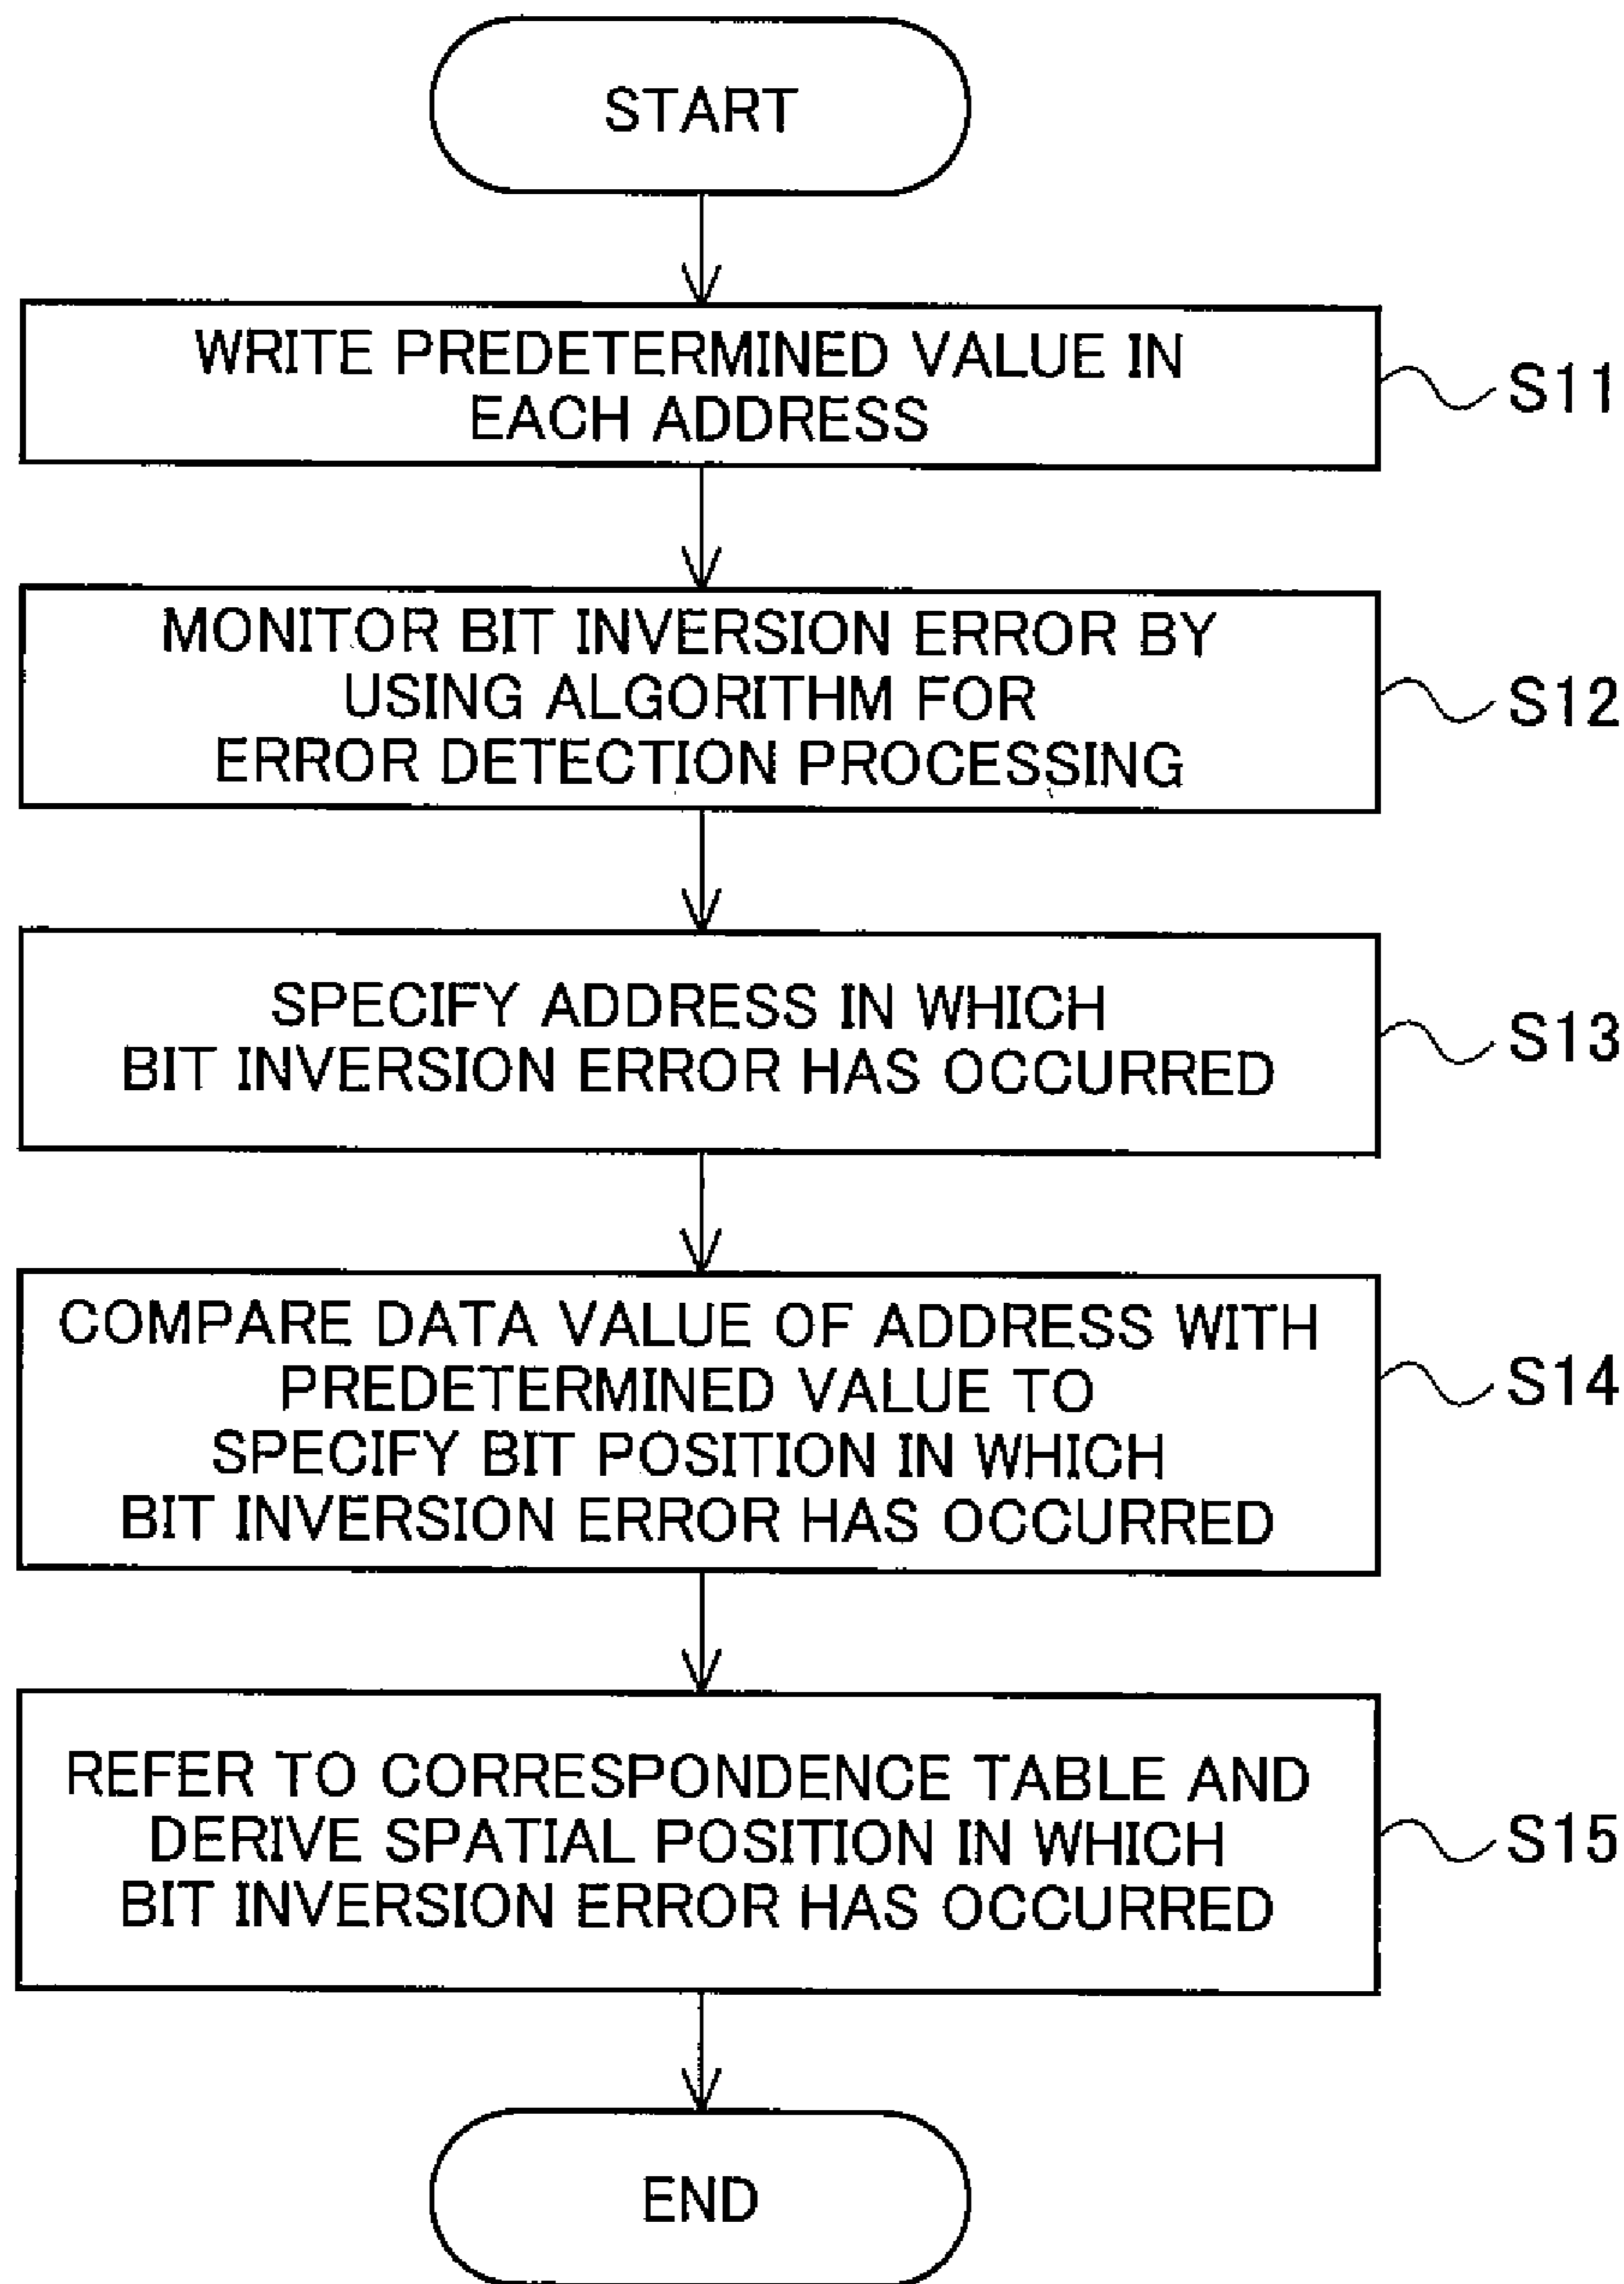 START
WRITE PREDETERMINED VALUE IN
EACH ADDRESS
S11
MONITOR BIT INVERSION ERROR BY
USING ALGORITHM FOR
ERROR DETECTION PROCESSING
S12
SPECIFY ADDRESS IN WHICH
BIT INVERSION ERROR HAS OCCURRED
S13
COMPARE DATA VALUE OF ADDRESS WITH
PREDETERMINED VALUE TO
SPECIFY BIT POSITION IN WHICH
BIT INVERSION ERROR HAS OCCURRED
S14
REFER TO CORRESPONDENCE TABLE AND
DERIVE SPATIAL POSITION IN WHICH
BIT INVERSION ERROR HAS OCCURRED
S15
END